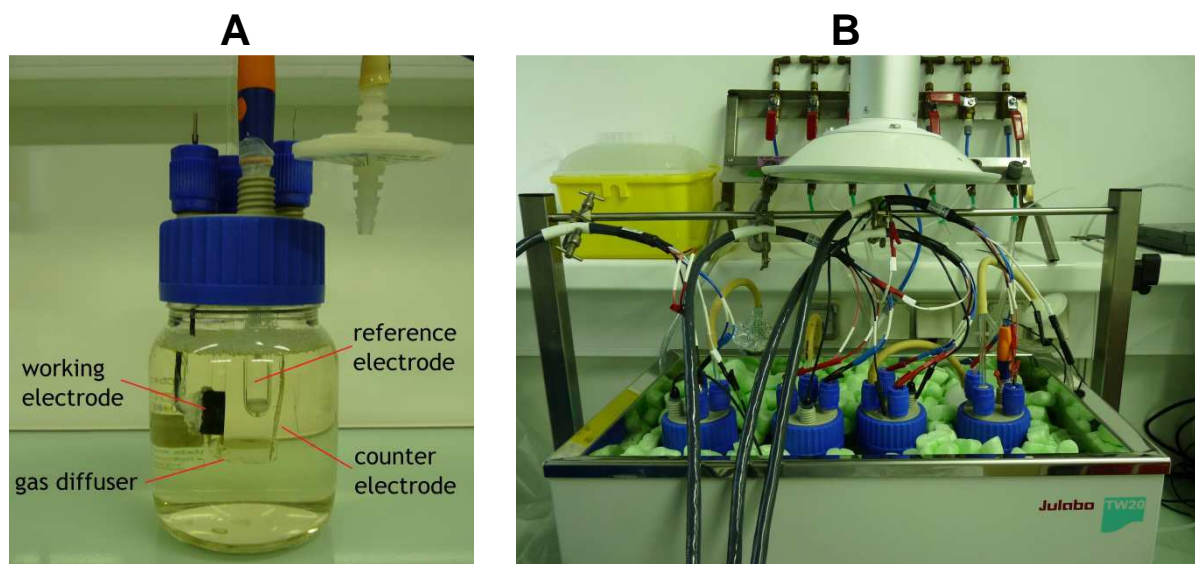 A
B
working
electrode
gas diffuser
reference
electrode
counter
electrode
Julabo
TW20